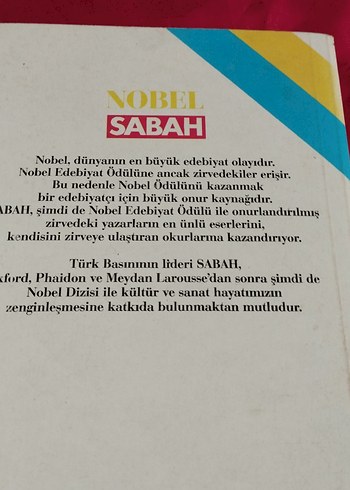 NOBEL
SABAH
Nobel, dünyanın en büyük edebiyat olayıdır.
Nobel Edebiyat Ödülüne ancak zirvedekiler erişir.
Bu nedenle Nobel Ödülünü kazanmak
bir edebiyatçı için büyük onur kaynağıdır.
ABAH, şimdi de Nobel Edebiyat Ödülü ile onurlandırılmış
zirvedeki yazarların en ünlü eserlerini,
kendisini zirveye ulaştıran okurlarına kazandırıyor.
Türk Basınının lideri SABAH,
xford, Phaidon ve Meydan Larousse'dan sonra şimdi de
Nobel Dizisi ile kültür ve sanat hayatımızın
zenginleşmesine katkıda bulunmaktan mutludur.